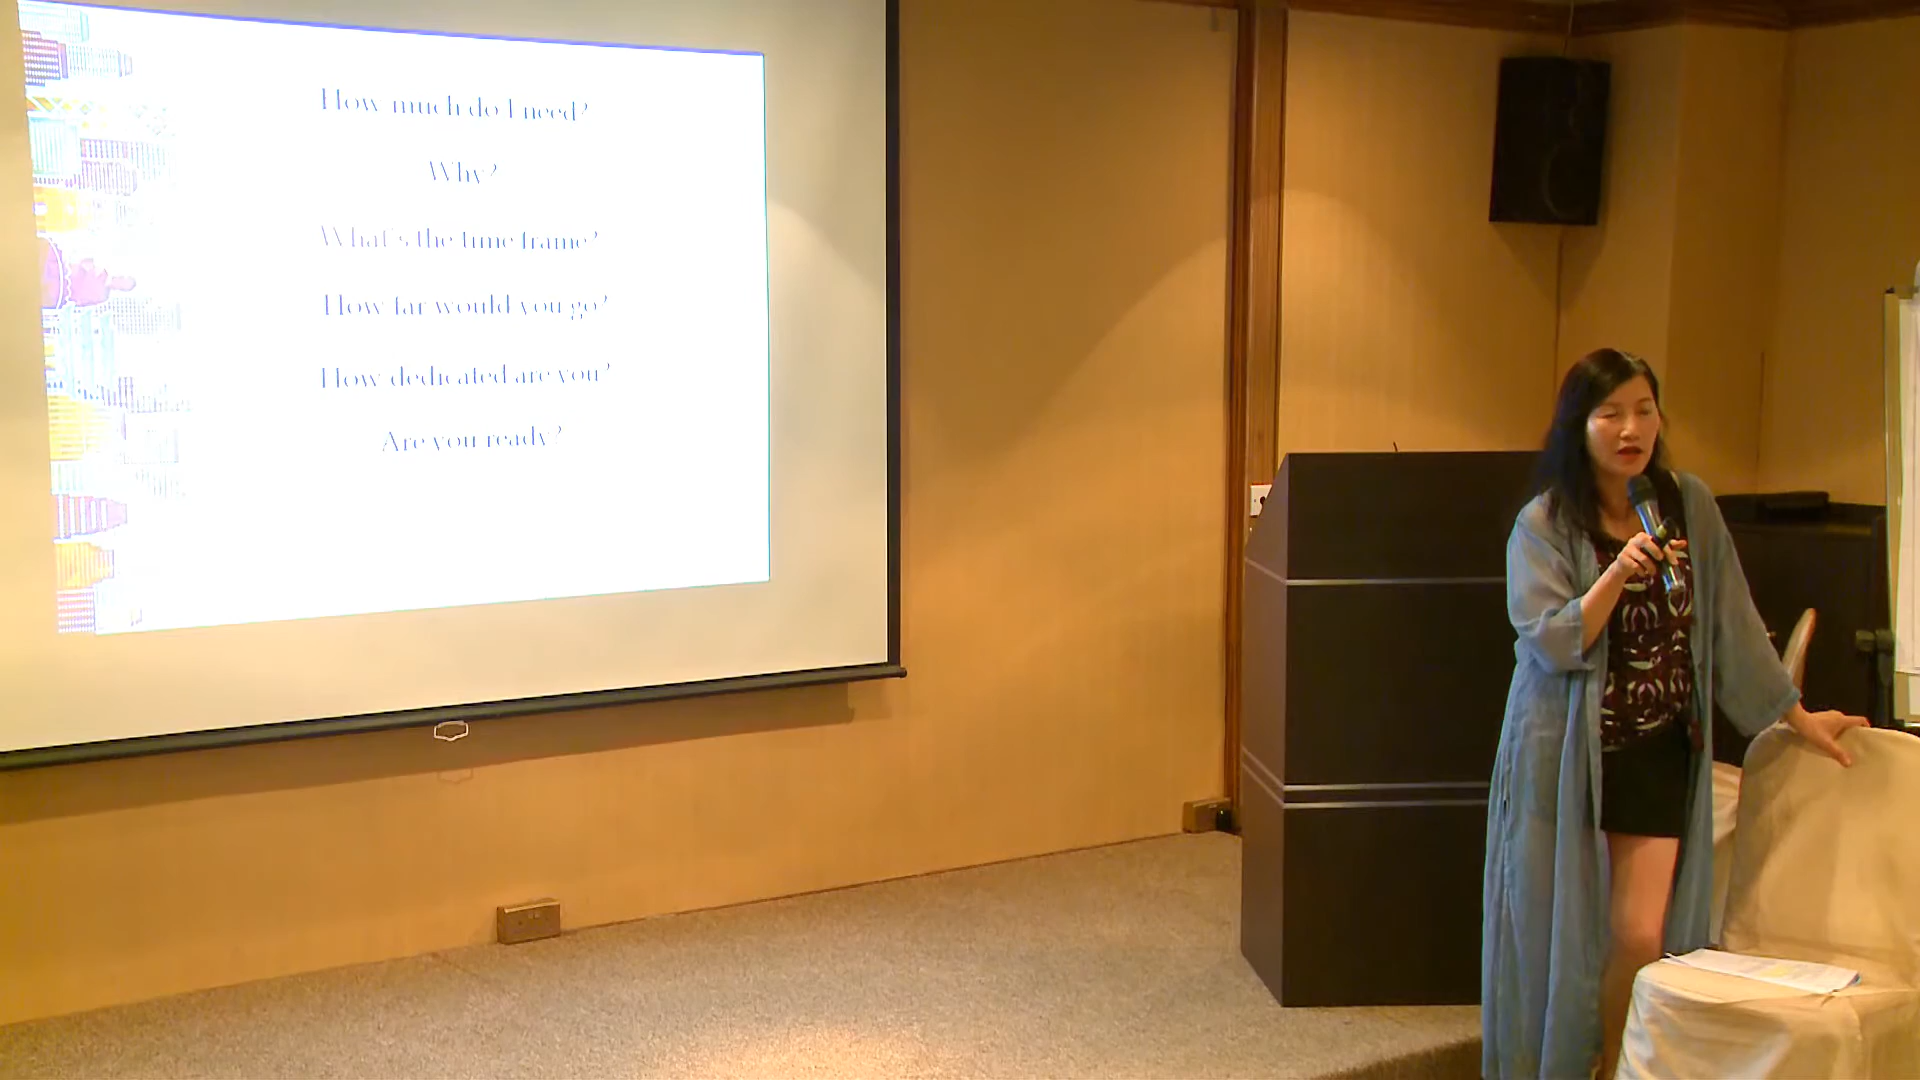 How much do I need?
Why?
What's the time frame?
How far would you go?
How dedicated are you?
Are you ready?